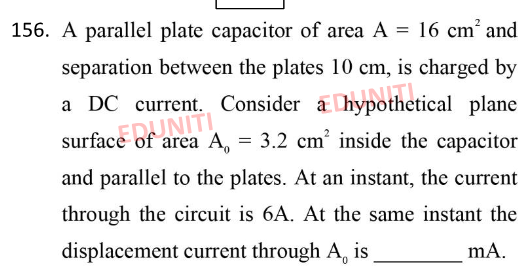 156. A parallel plate capacitor of area A = 16 cm² and
separation between the plates 10 cm, is charged by
a DC current. Consider a hypothetical plane
surface of area A₀ = 3.2 cm² inside the capacitor
and parallel to the plates. At an instant, the current
through the circuit is 6A. At the same instant the
displacement current through A₀ is ________ mA.
EDUNITI
EDUNITI